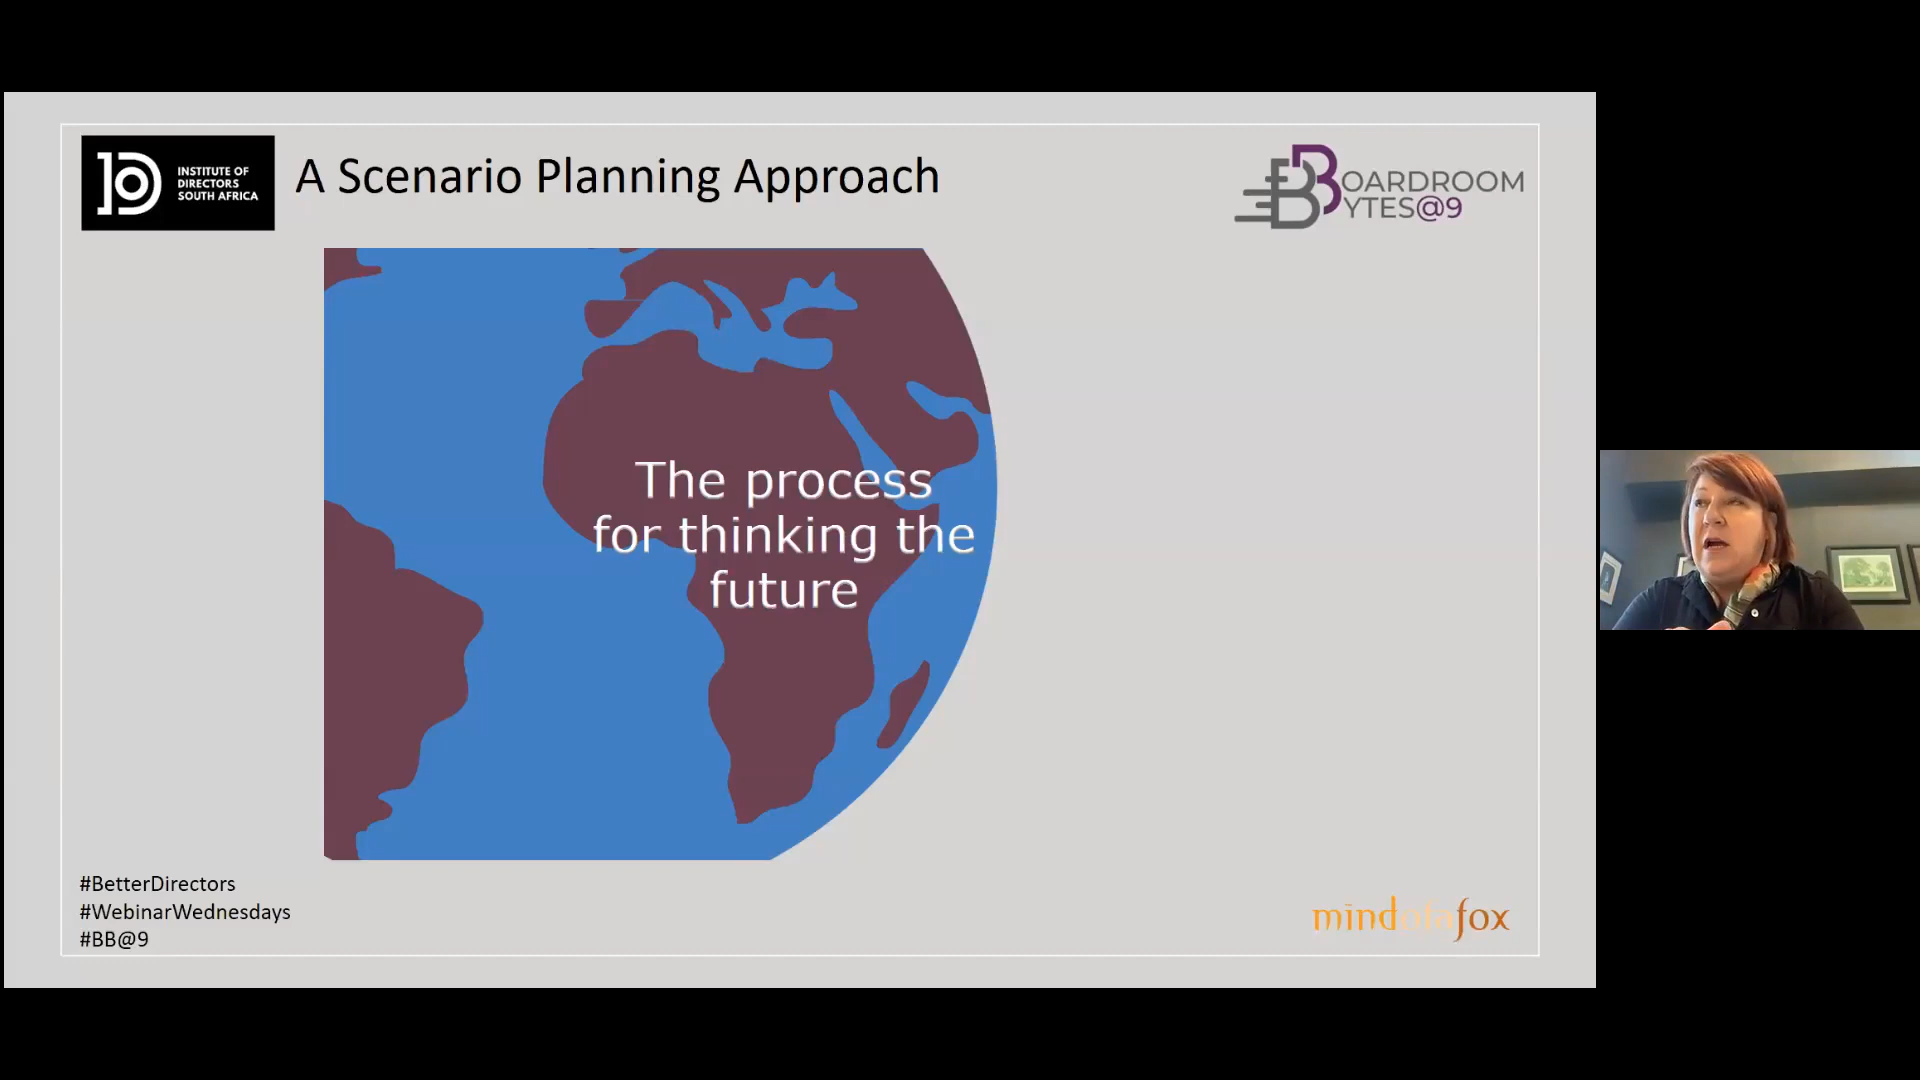 INSTITUTE OF
DIRECTORS
SOUTH AFRICA
A Scenario Planning Approach
BOARDROOM
BYTES@9
The process
for thinking the
future
#BetterDirectors
#WebinarWednesdays
#BB@9
mindofafox